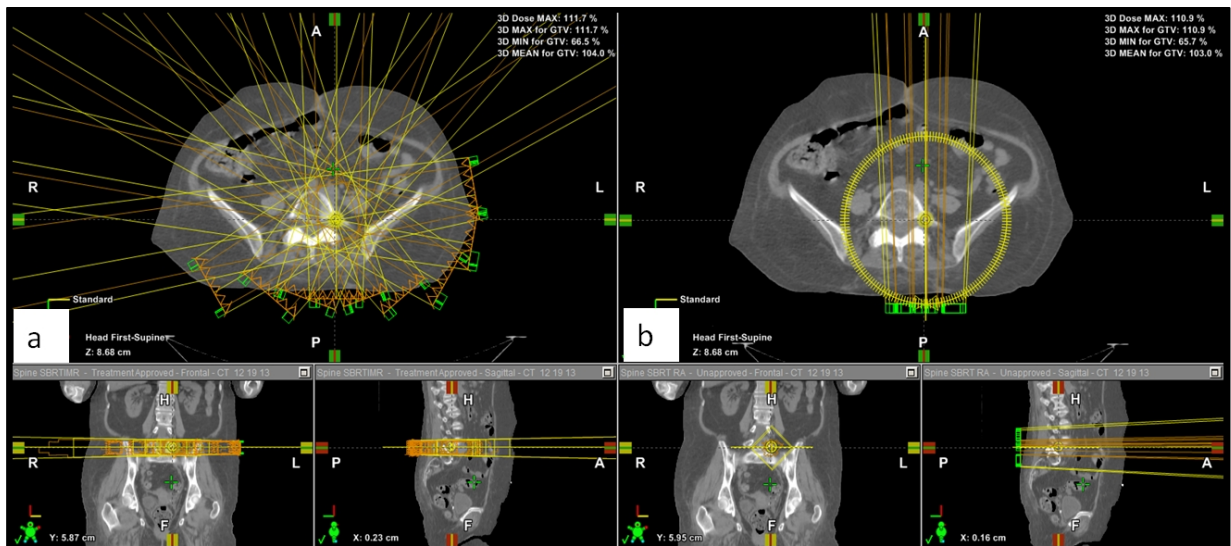 3D Dose MAX: 111.7 %
3D MAX for GTV: 111.7 %
3D MIN for GTV: 66.5 %
3D MEAN for GTV: 104.0 %
A
R
L
Standard
a
Head First-Supine
Z: 8.68 cm
P
3D Dose MAX: 110.9 %
3D MAX for GTV: 110.9 %
3D MIN for GTV: 65.7 %
3D MEAN for GTV: 103.0 %
A
R
L
Standard
b
Head First-Supine
Z: 8.68 cm
P
Spine SBRTIMR - Treatment Approved - Frontal - CT 12 19 13
H
R
L
F
Y: 5.87 cm
Spine SBRTIMR - Treatment Approved - Sagittal - CT 12 19 13
H
P
A
F
X: 0.23 cm
Spine SBRT RA - Unapproved - Frontal - CT 12 19 13
H
R
L
F
Y: 5.95 cm
Spine SBRT RA - Unapproved - Sagittal - CT 12 19 13
H
P
A
F
X: 0.16 cm